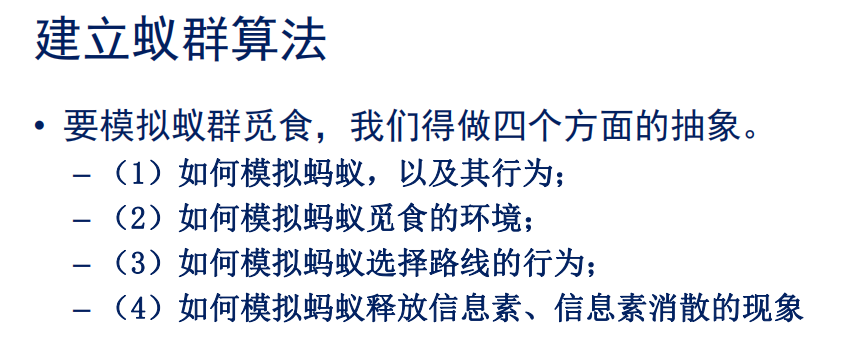 建立蚁群算法
• 要模拟蚁群觅食，我们得做四个方面的抽象。
– （1）如何模拟蚂蚁，以及其行为；
– （2）如何模拟蚂蚁觅食的环境；
– （3）如何模拟蚂蚁选择路线的行为；
– （4）如何模拟蚂蚁释放信息素、信息素消散的现象